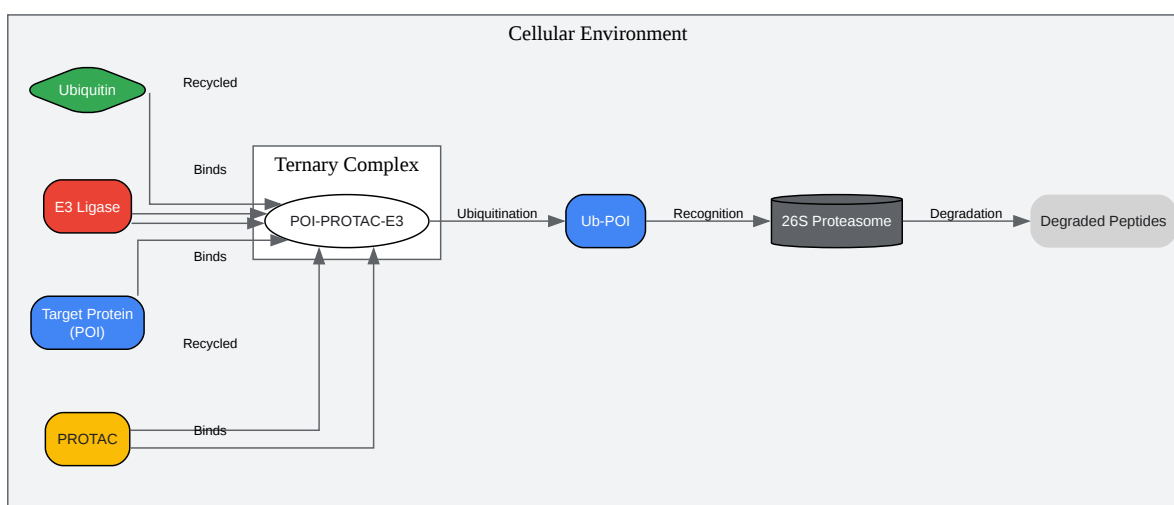 Cellular Environment
Ubiquitin
Recycled
Binds
Ternary Complex
E3 Ligase
POI-PROTAC-E3
Ubiquitination
Ub-POI
Recognition
26S Proteasome
Degradation
Degraded Peptides
Binds
Target Protein
(POI)
Recycled
PROTAC
Binds